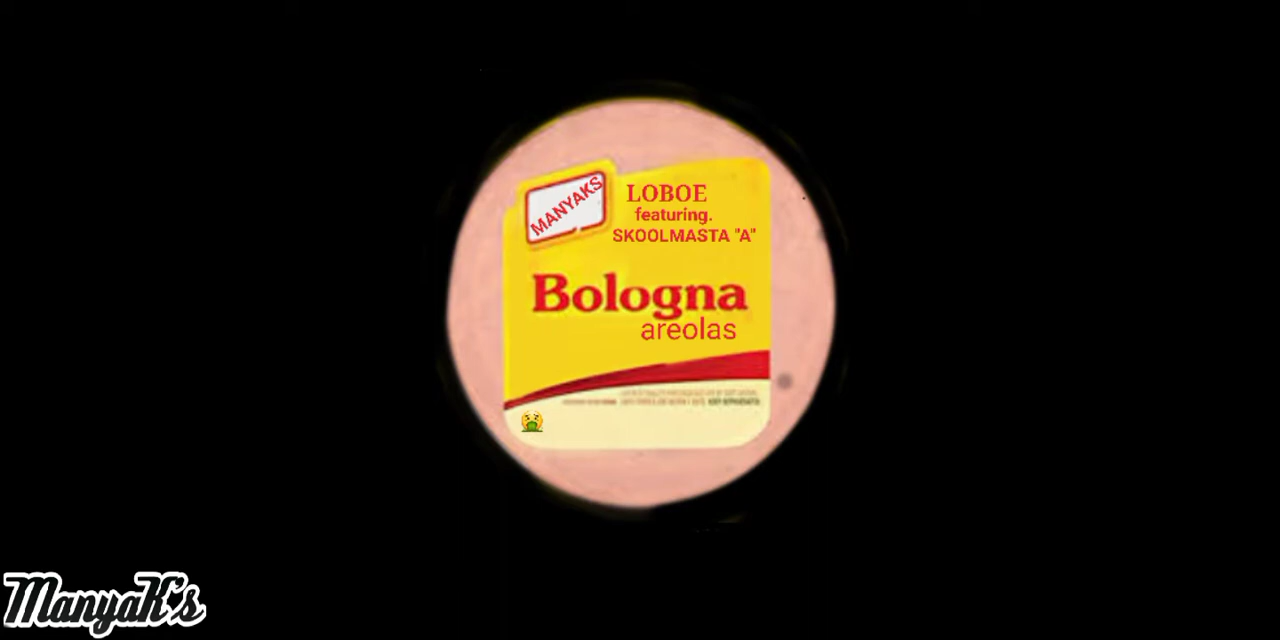 MANYAKS
LOBOE
featuring.
SKOOLMASTA "A"
Bologna
areolas
ManyaK's